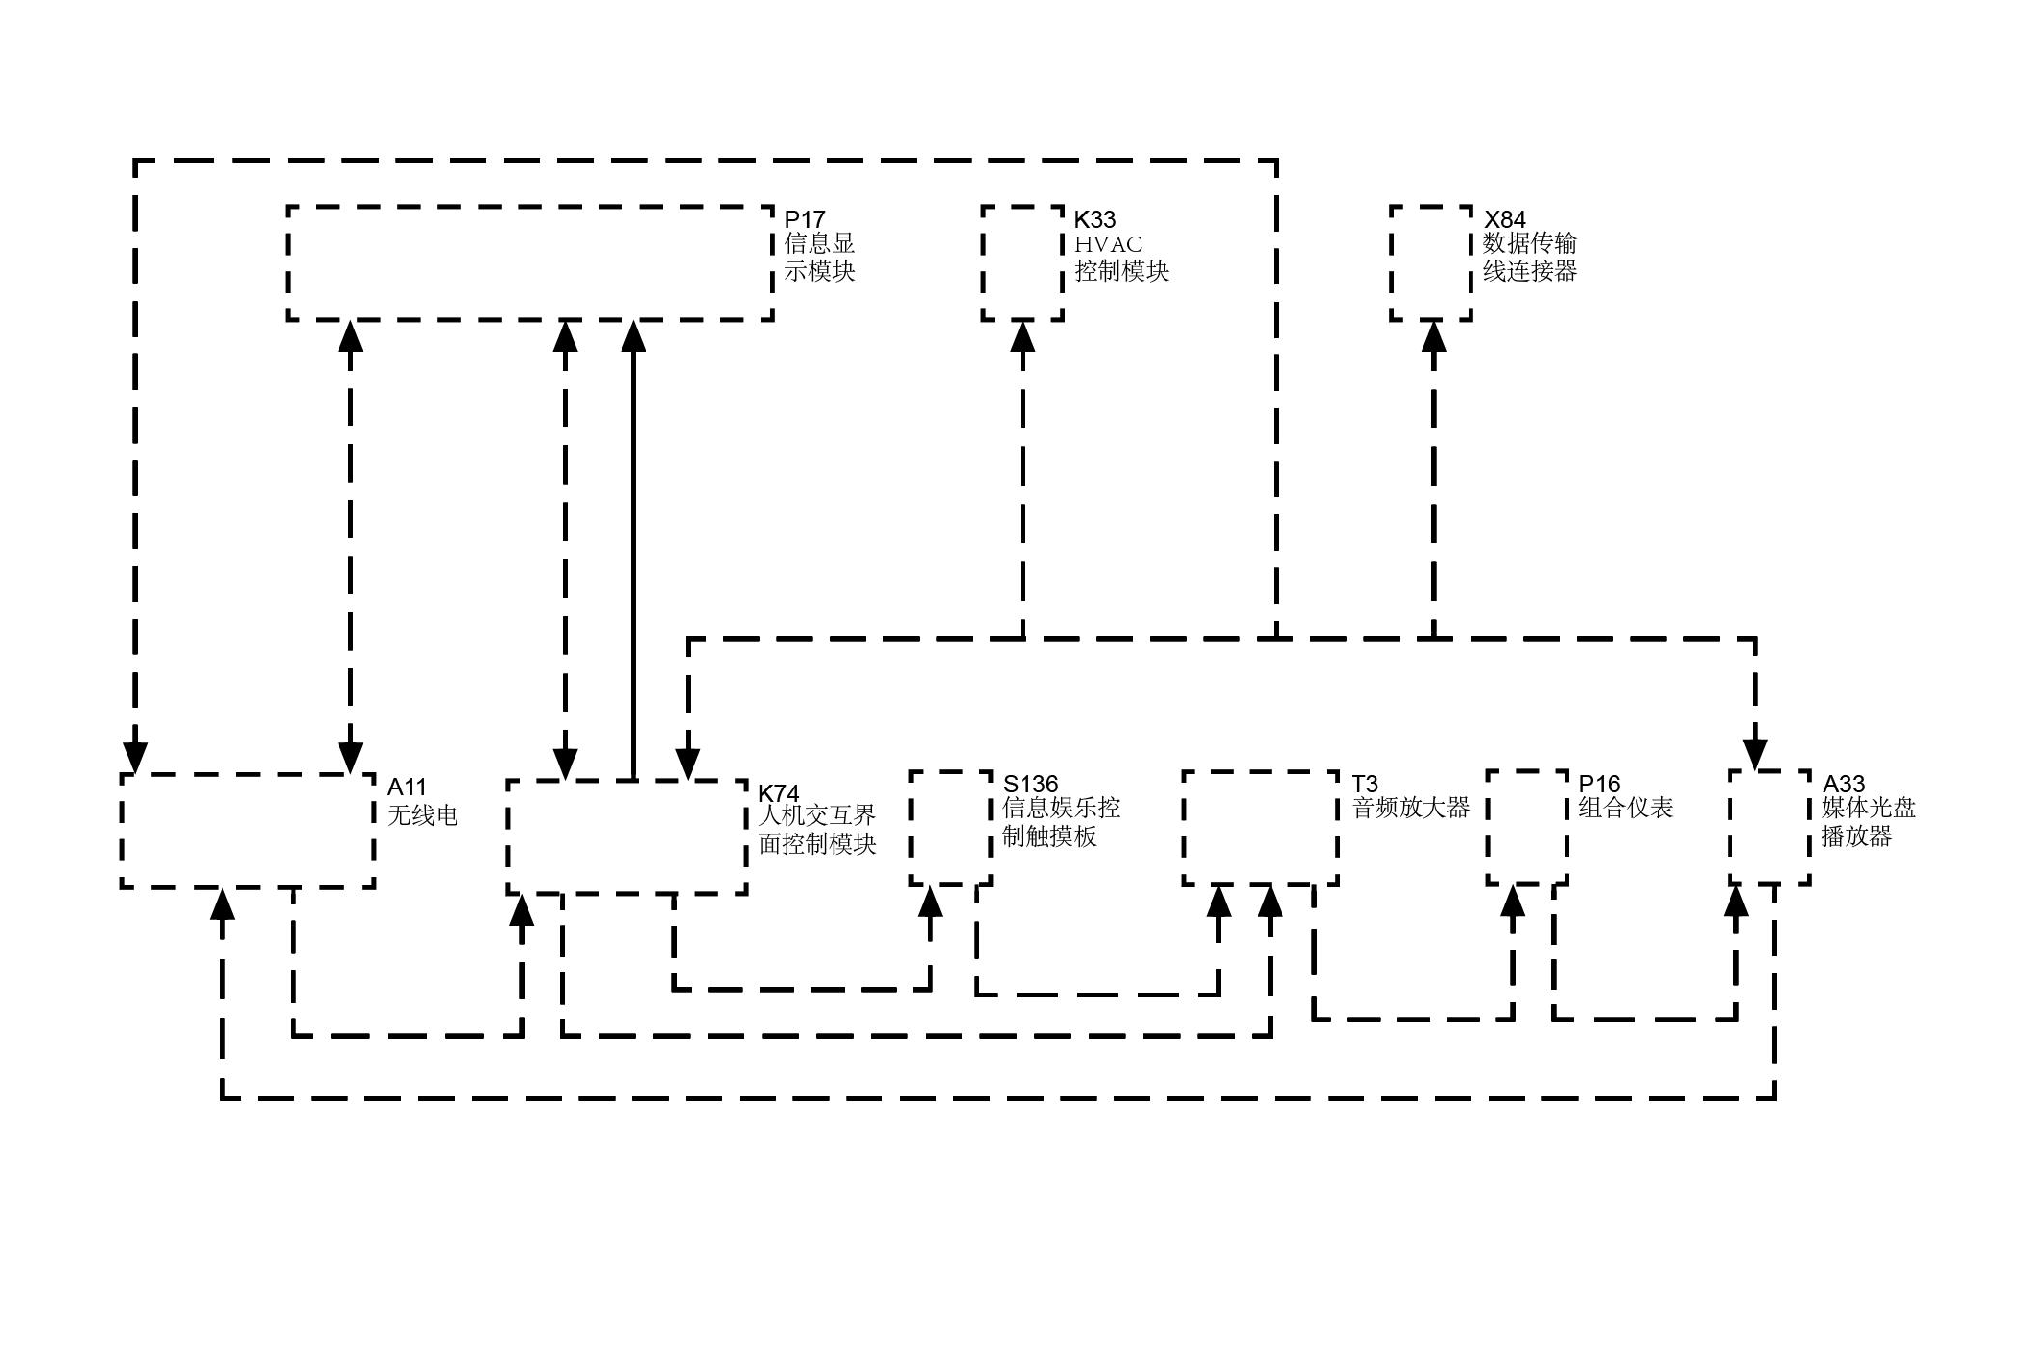 P17
信息显
示模块
K33
HVAC
控制模块
X84
数据传输
线连接器
A11
无线电
K74
人机交互界
面控制模块
S136
信息娱乐控
制触摸板
T3
音频放大器
P16
组合仪表
A33
媒体光盘
播放器